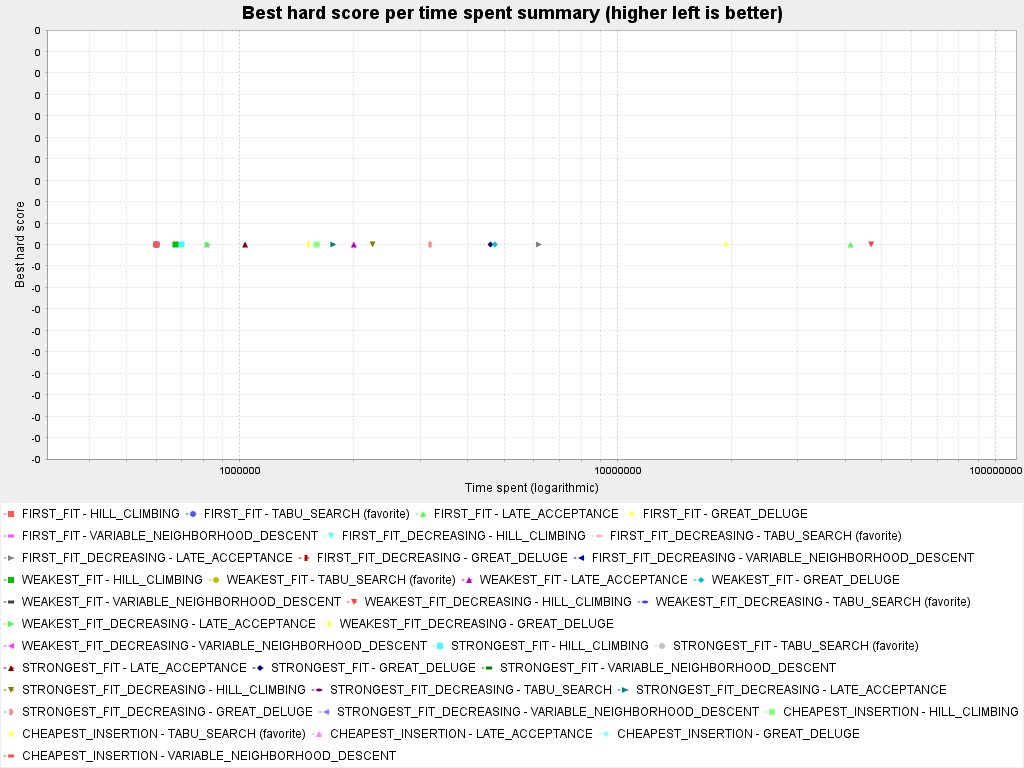 Best hard score per time spent summary (higher left is better)
Best hard score
0
0
0
0
0
0
0
0
0
0
0
-0
-0
-0
-0
-0
-0
-0
-0
-0
-0
1000000 10000000 100000000
Time spent (logarithmic)
FIRST_FIT - HILL_CLIMBING FIRST_FIT - TABU_SEARCH (favorite) FIRST_FIT - LATE_ACCEPTANCE FIRST_FIT - GREAT_DELUGE
FIRST_FIT - VARIABLE_NEIGHBORHOOD_DESCENT FIRST_FIT_DECREASING - HILL_CLIMBING FIRST_FIT_DECREASING - TABU_SEARCH (favorite)
FIRST_FIT_DECREASING - LATE_ACCEPTANCE FIRST_FIT_DECREASING - GREAT_DELUGE FIRST_FIT_DECREASING - VARIABLE_NEIGHBORHOOD_DESCENT
WEAKEST_FIT - HILL_CLIMBING WEAKEST_FIT - TABU_SEARCH (favorite) WEAKEST_FIT - LATE_ACCEPTANCE WEAKEST_FIT - GREAT_DELUGE
WEAKEST_FIT - VARIABLE_NEIGHBORHOOD_DESCENT WEAKEST_FIT_DECREASING - HILL_CLIMBING WEAKEST_FIT_DECREASING - TABU_SEARCH (favorite)
WEAKEST_FIT_DECREASING - LATE_ACCEPTANCE WEAKEST_FIT_DECREASING - GREAT_DELUGE
WEAKEST_FIT_DECREASING - VARIABLE_NEIGHBORHOOD_DESCENT STRONGEST_FIT - HILL_CLIMBING STRONGEST_FIT - TABU_SEARCH (favorite)
STRONGEST_FIT - LATE_ACCEPTANCE STRONGEST_FIT - GREAT_DELUGE STRONGEST_FIT - VARIABLE_NEIGHBORHOOD_DESCENT
STRONGEST_FIT_DECREASING - HILL_CLIMBING STRONGEST_FIT_DECREASING - TABU_SEARCH STRONGEST_FIT_DECREASING - LATE_ACCEPTANCE
STRONGEST_FIT_DECREASING - GREAT_DELUGE STRONGEST_FIT_DECREASING - VARIABLE_NEIGHBORHOOD_DESCENT CHEAPEST_INSERTION - HILL_CLIMBING
CHEAPEST_INSERTION - TABU_SEARCH (favorite) CHEAPEST_INSERTION - LATE_ACCEPTANCE CHEAPEST_INSERTION - GREAT_DELUGE
CHEAPEST_INSERTION - VARIABLE_NEIGHBORHOOD_DESCENT